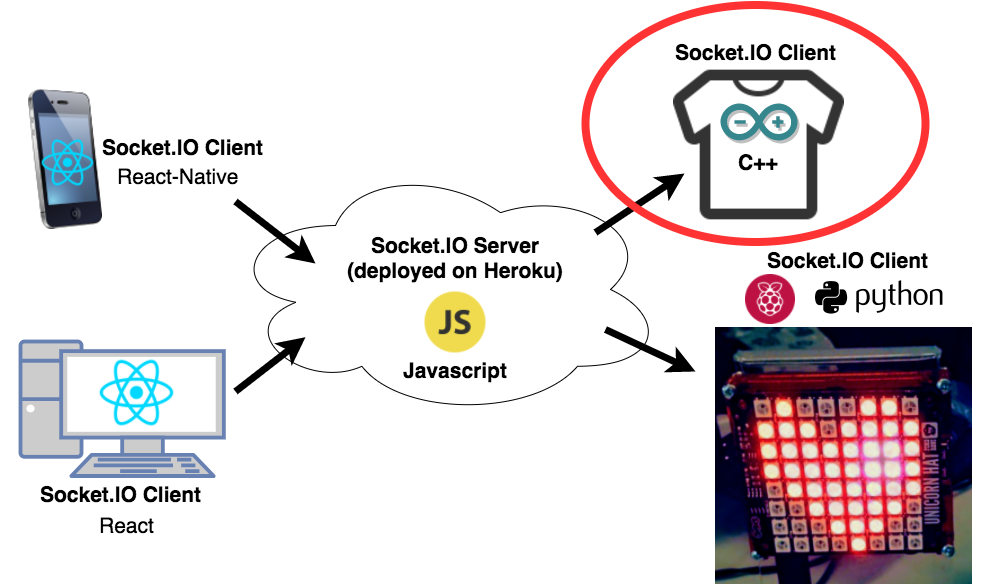 Socket.IO Client
React-Native
Socket.IO Client
C++
Socket.IO Server
(deployed on Heroku)
JS
Javascript
Socket.IO Client
python
UNICORN HAT
Socket.IO Client
React